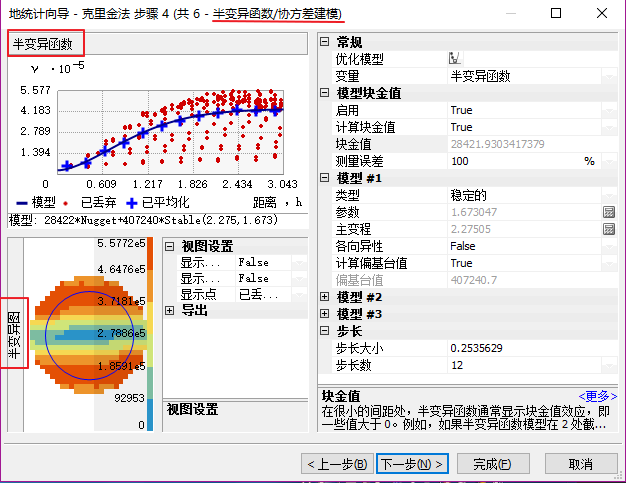 地统计向导 - 克里金法 步骤 4 (共 6 - 半变异函数/协方差建模)
半变异函数
γ ·10⁻⁵
5.577
4.183
2.789
1.394
0 0.609 1.217 1.826 2.434 3.043
模型 已丢弃 已平均化 距离 , h
模型: 28422*Nugget+407240*Stable(2.275,1.673)
半变异图
5.5772e5
4.6476e5
3.7181e5
2.7886e5
1.8591e5
92953
0
视图设置
显示... False
显示... False
显示点 已丢...
导出
视图设置
常规
优化模型
变量 半变异函数
模型块金值
启用 True
计算块金值 True
块金值 28421.9303417379
测量误差 100 %
模型 #1
类型 稳定的
参数 1.673047
主变程 2.27505
各向异性 False
计算偏基台值 True
偏基台值 407240.7
模型 #2
模型 #3
步长
步长大小 0.2535629
步长数 12
块金值 <更多>
在很小的间距处，半变异函数通常显示块金值效应，即
一些值大于 0。例如，如果半变异函数模型在 2 处截...
< 上一步(B) 下一步(N) > 完成(F) 取消